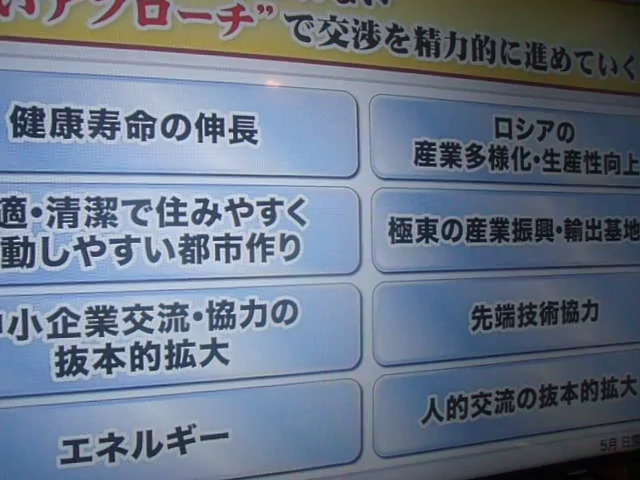 いアプローチ”で交渉を精力的に進めていく
健康寿命の伸長
ロシアの
産業多様化・生産性向上
適・清潔で住みやすく
動しやすい都市作り
極東の産業振興・輸出基地
小企業交流・協力の
抜本的拡大
先端技術協力
エネルギー
人的交流の抜本的拡大
5月 日